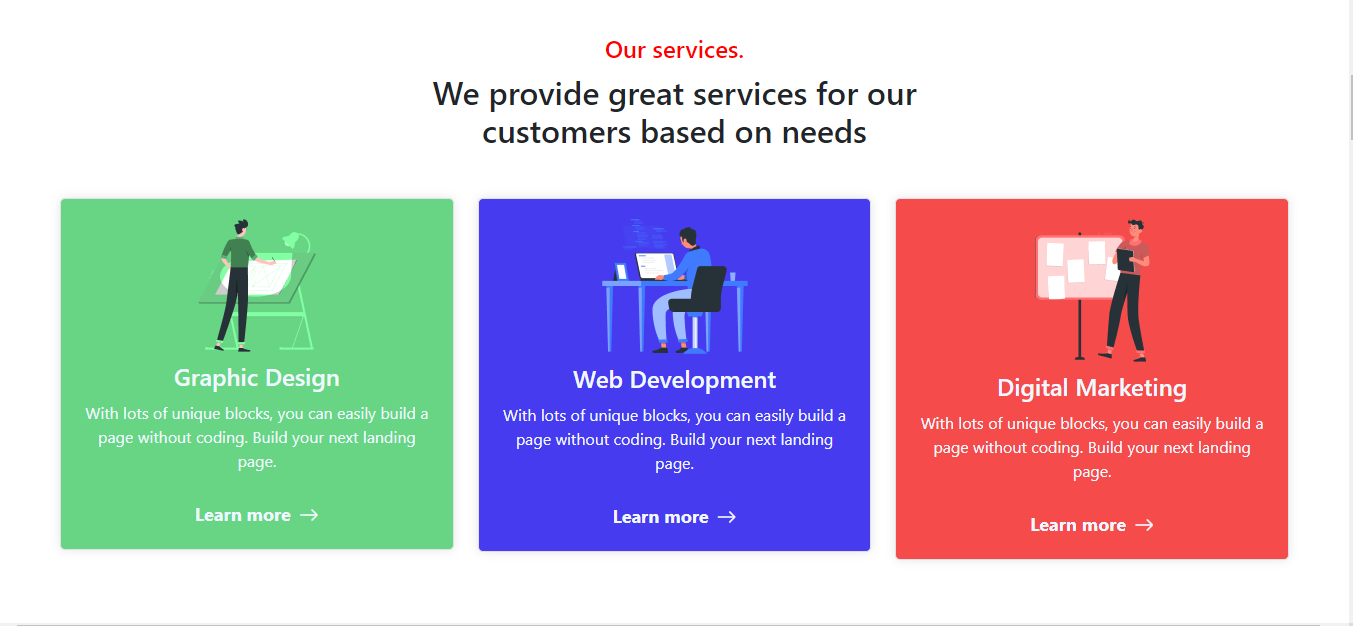 Our services.
We provide great services for our
customers based on needs
Graphic Design
With lots of unique blocks, you can easily build a
page without coding. Build your next landing
page.
Learn more →
Web Development
With lots of unique blocks, you can easily build a
page without coding. Build your next landing
page.
Learn more →
Digital Marketing
With lots of unique blocks, you can easily build a
page without coding. Build your next landing
page.
Learn more →